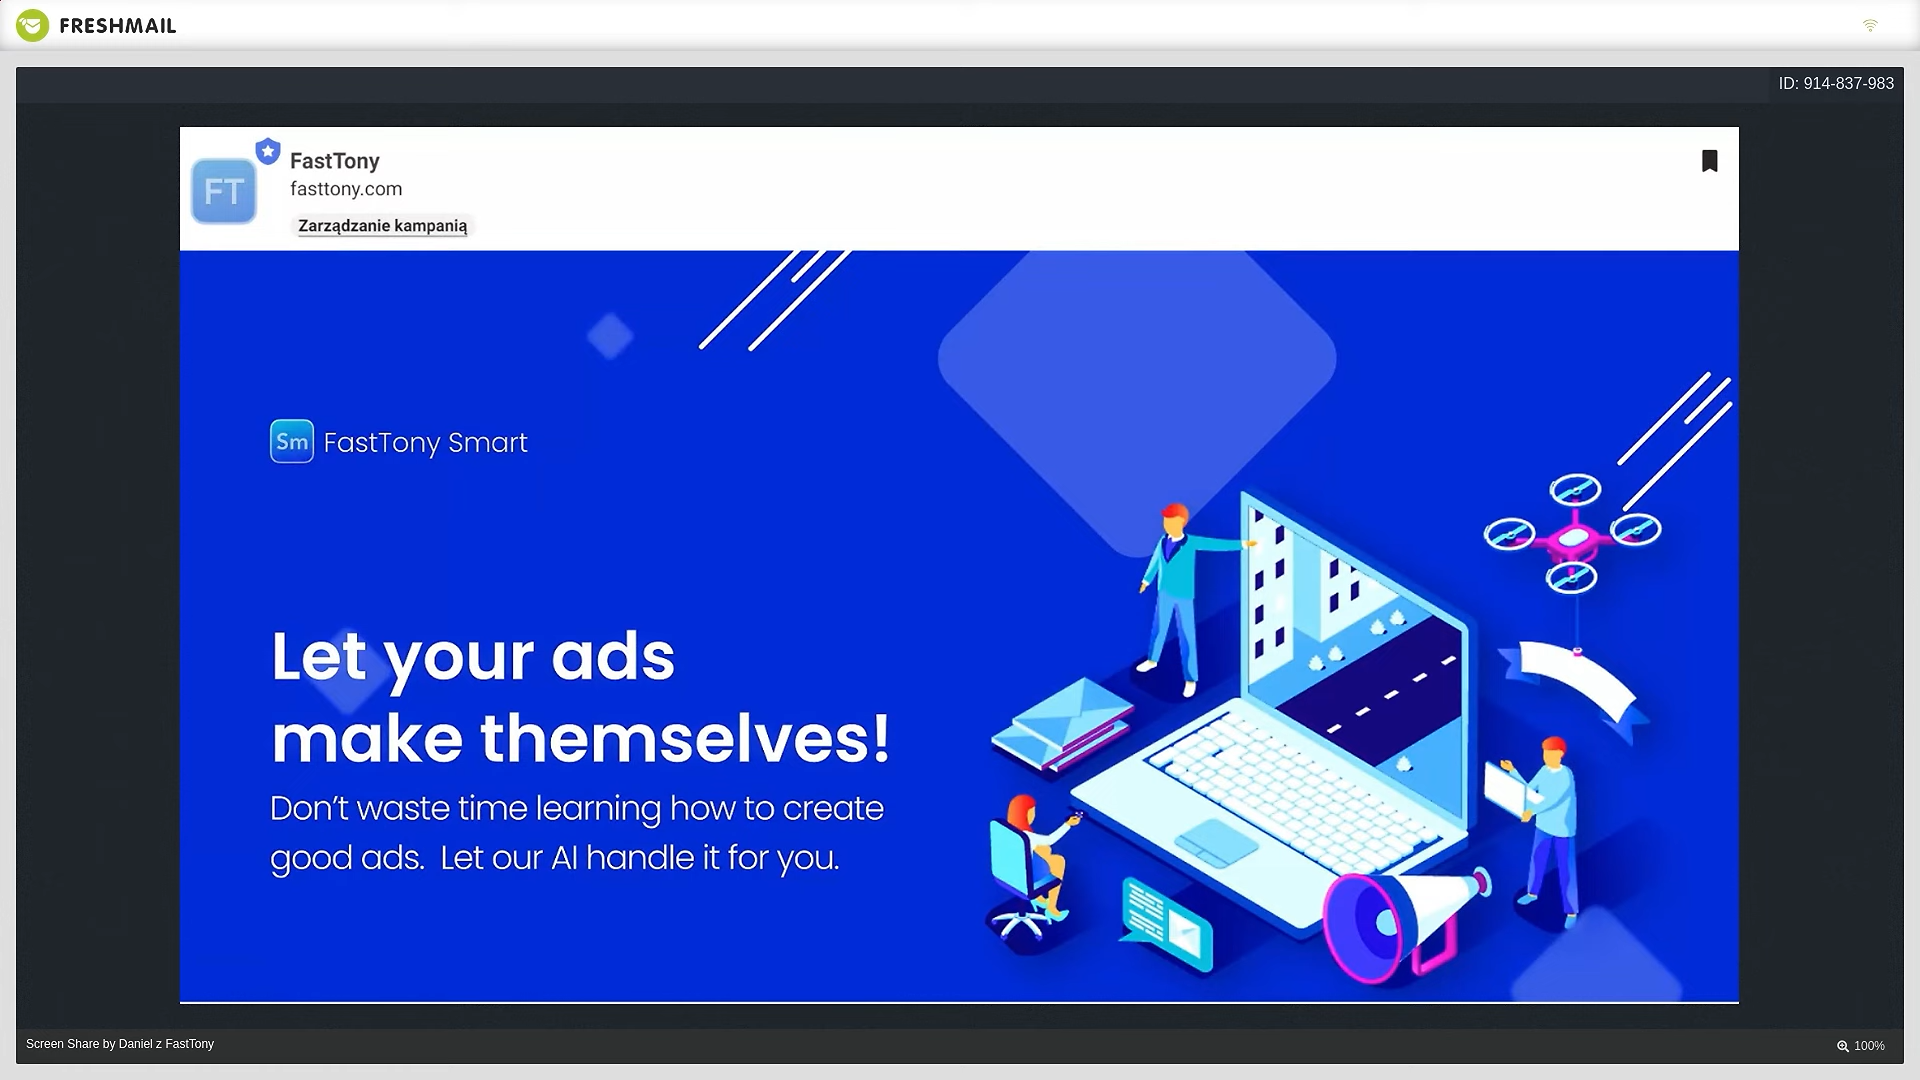 FRESHMAIL
ID: 914-837-983
FT
FastTony
fasttony.com
Zarządzanie kampanią
Sm FastTony Smart
Let your ads
make themselves!
Don't waste time learning how to create
good ads. Let our AI handle it for you.
Screen Share by Daniel z FastTony
100%